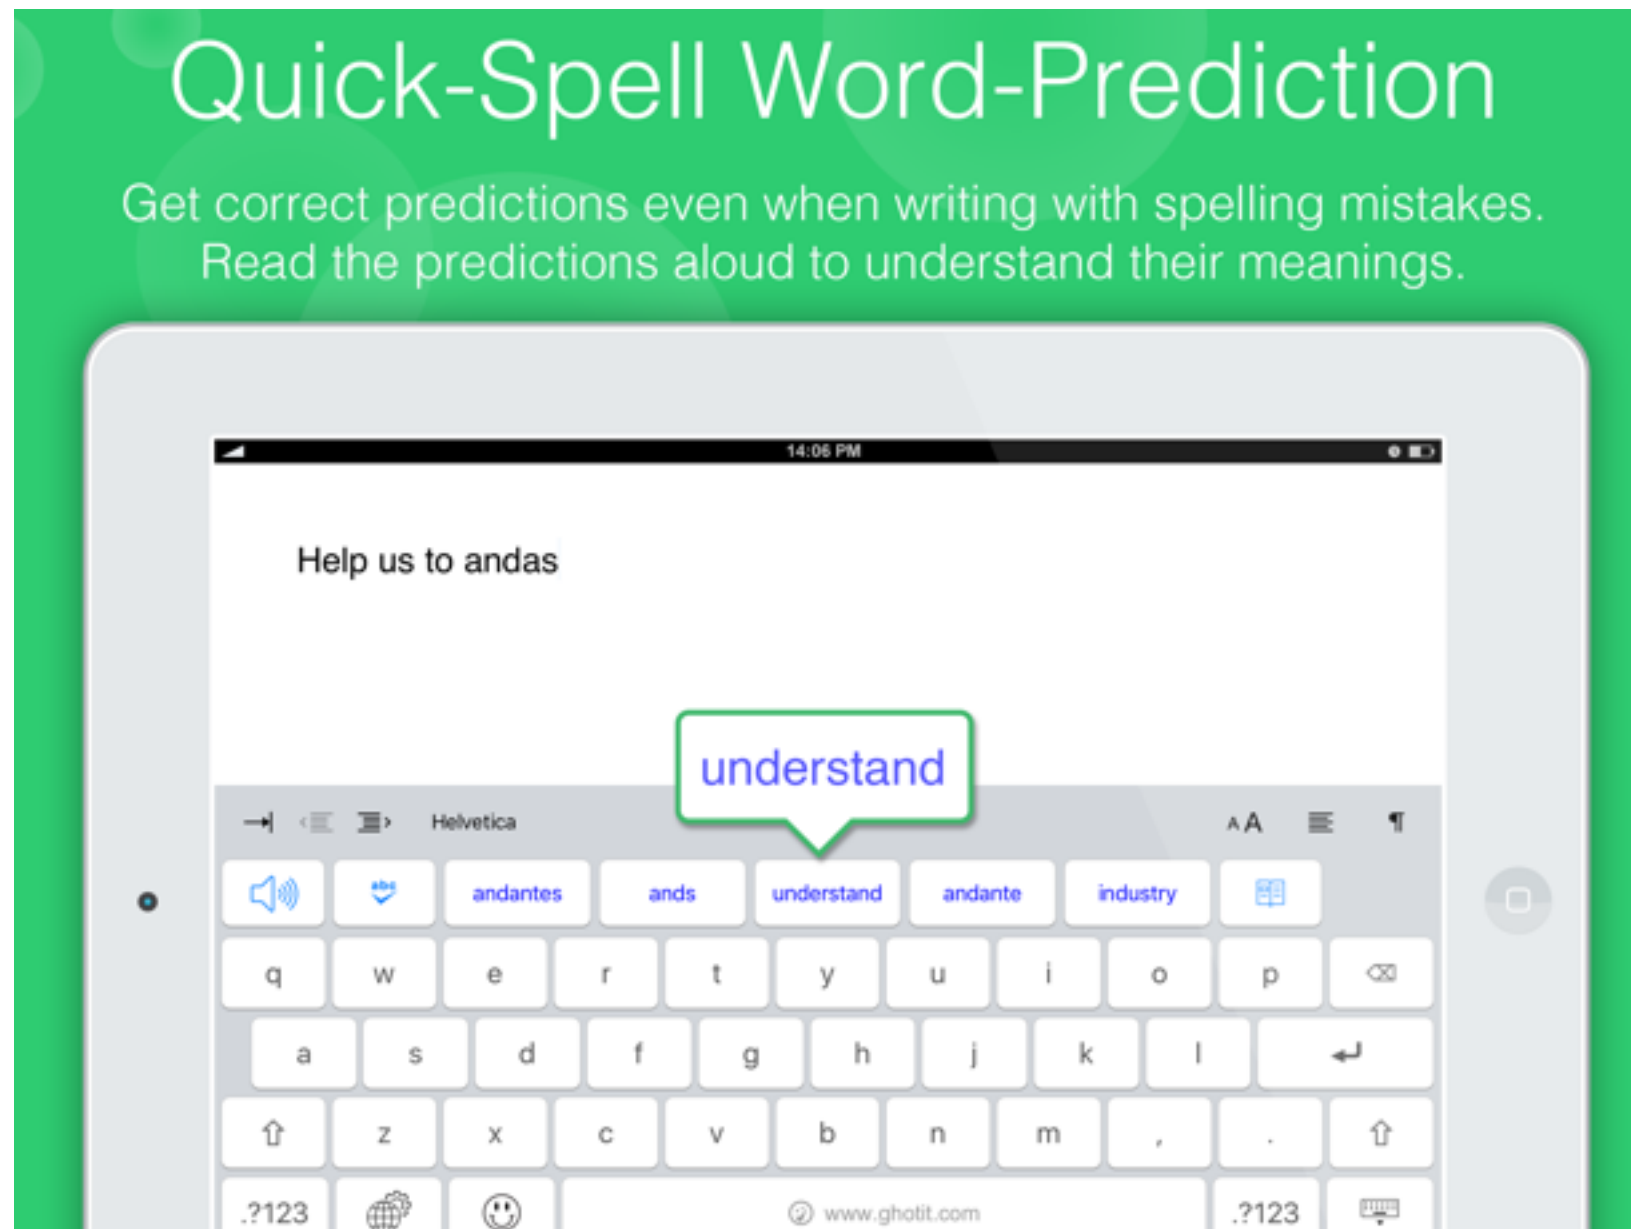 Quick-Spell Word-Prediction
Get correct predictions even when writing with spelling mistakes.
Read the predictions aloud to understand their meanings.
14:06 PM
Help us to andas
understand
Helvetica A A ¶
abc andantes ands understand andante industry
q w e r t y u i o p
a s d f g h j k l
z x c v b n m , .
.?123 www.ghotit.com .?123